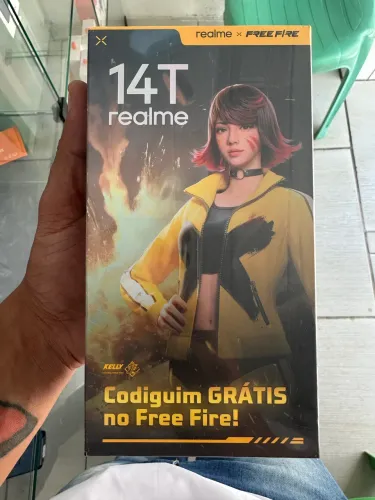 realme × FREE FIRE
14T
realme
KELLY
Codiguim GRÁTIS
no Free Fire!